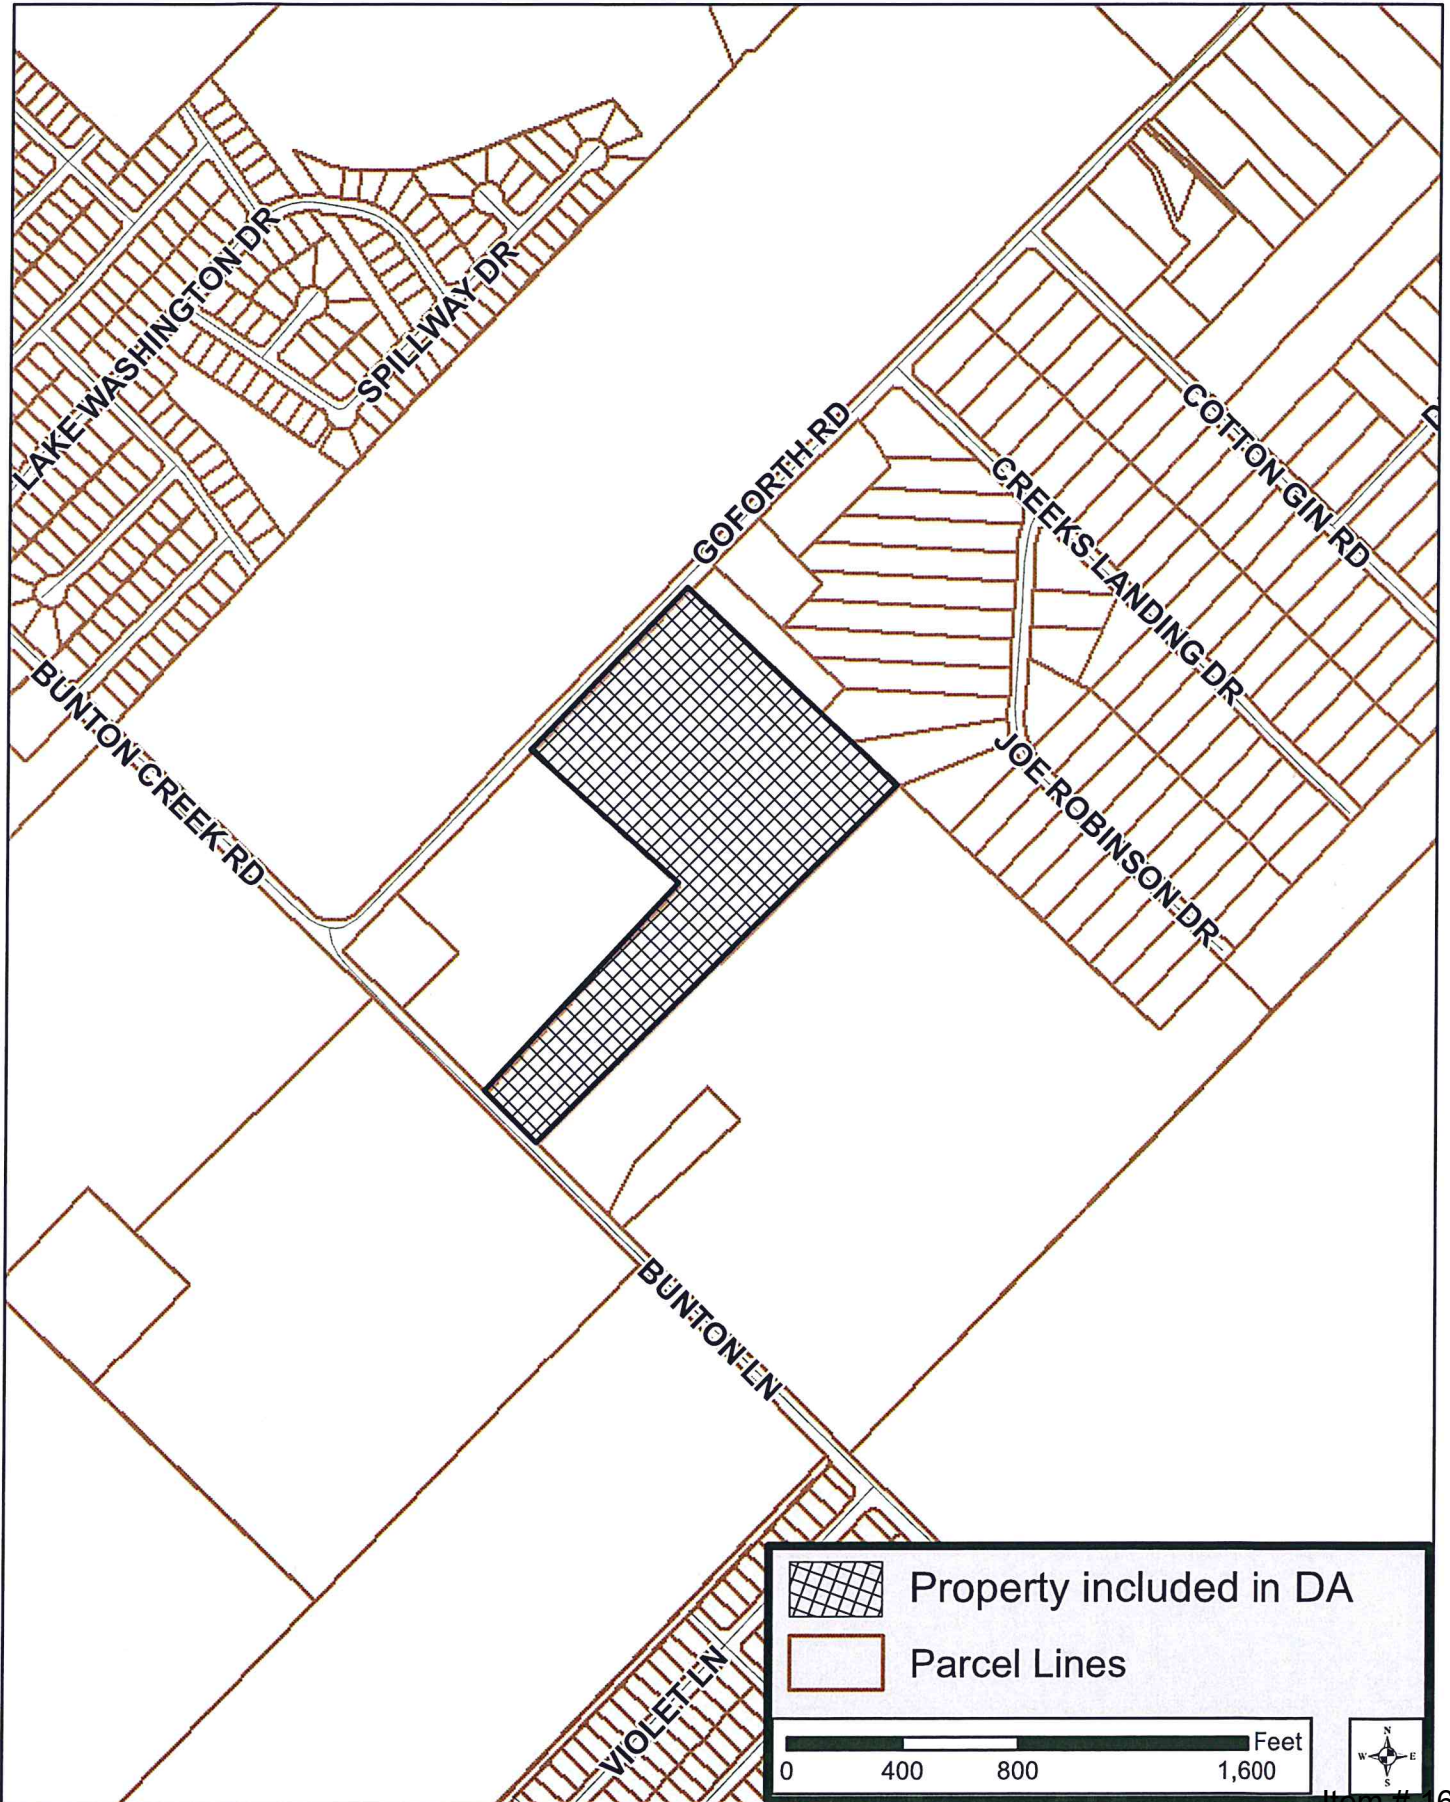 LAKE WASHINGTON DR
SPILLWAY DR
GOFORTH RD
COTTON GIN RD
CREEKS LANDING DR
JOE ROBINSON DR
BUNTON CREEK RD
BUNTON LN
VIOLET LN
Property included in DA
Parcel Lines
Feet
0 400 800 1,600
N
W E
S